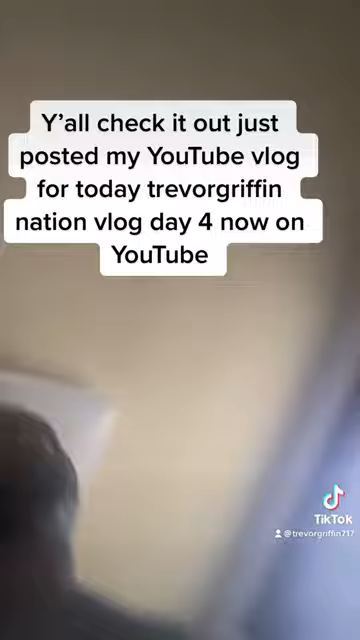 Y’all check it out just
posted my YouTube vlog
for today trevorgriffin
nation vlog day 4 now on
YouTube
TikTok
@trevorgriffin717